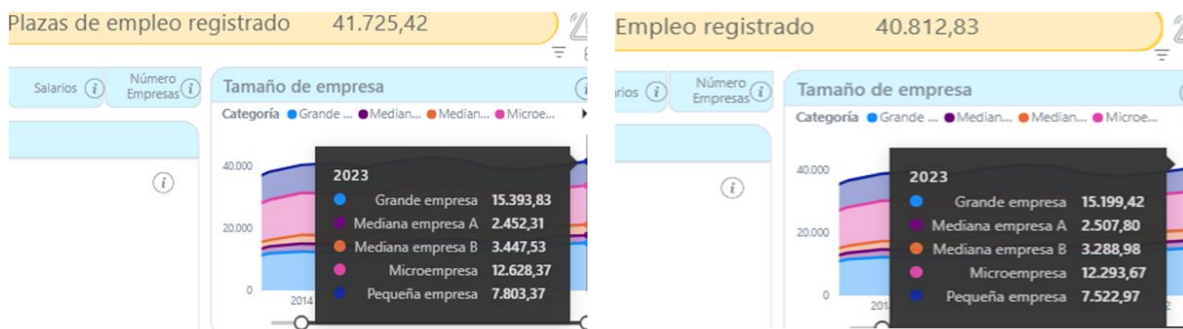 Plazas de empleo registrado 41.725,42
Salarios
Número
Empresas
Tamaño de empresa
Categoría Grande ... Median... Median... Microe...
40.000
20.000
0
2014
2023
Grande empresa 15.393,83
Mediana empresa A 2.452,31
Mediana empresa B 3.447,53
Microempresa 12.628,37
Pequeña empresa 7.803,37
Empleo registrado 40.812,83
rios
Número
Empresas
Tamaño de empresa
Categoría Grande ... Median... Median... Microe...
40.000
20.000
0
201
2023
Grande empresa 15.199,42
Mediana empresa A 2.507,80
Mediana empresa B 3.288,98
Microempresa 12.293,67
Pequeña empresa 7.522,97